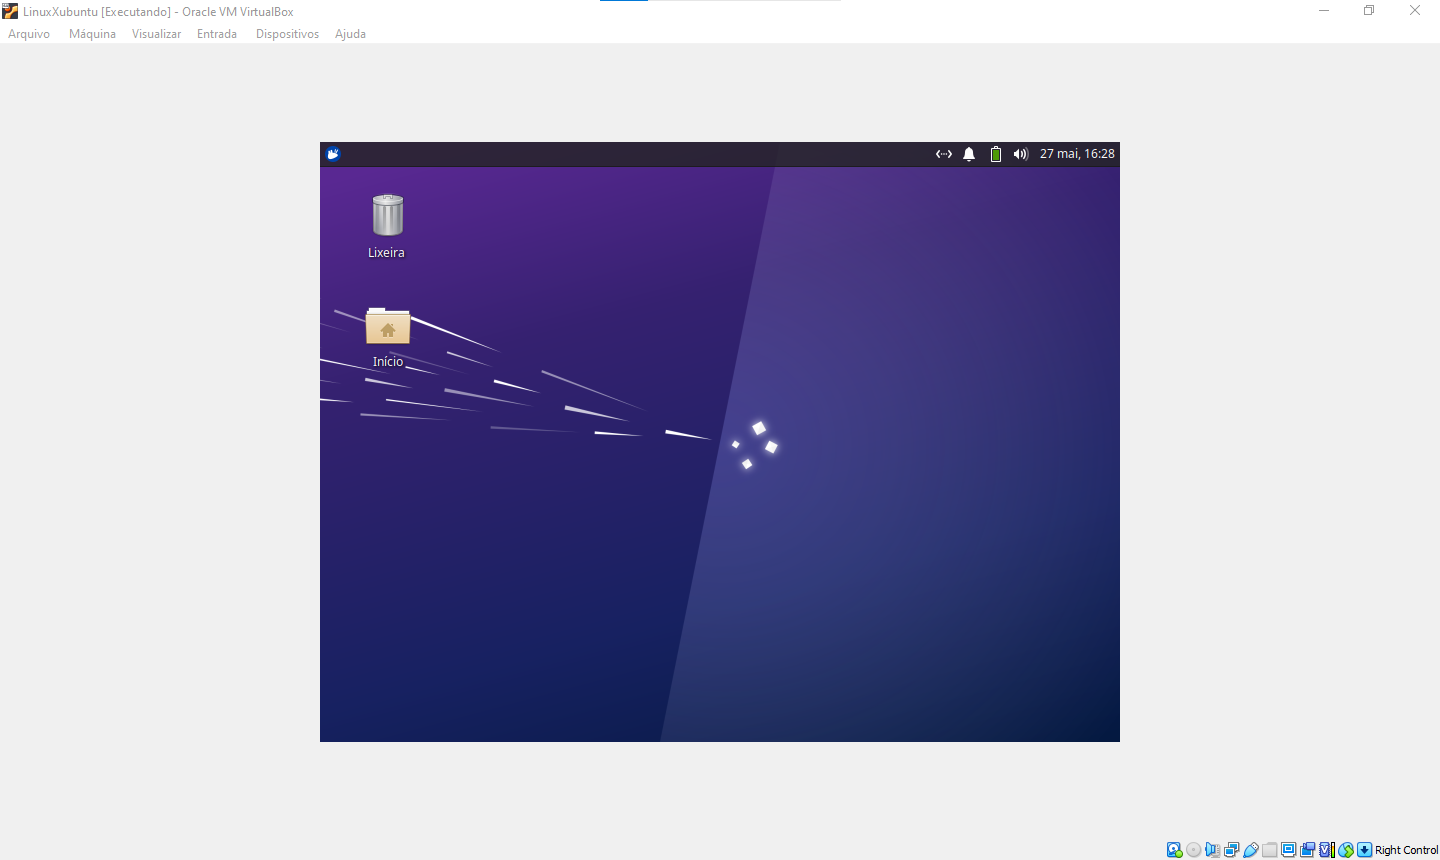 LinuxXubuntu [Executando] - Oracle VM VirtualBox
Arquivo Máquina Visualizar Entrada Dispositivos Ajuda
27 mai, 16:28
Lixeira
Início
Right Control